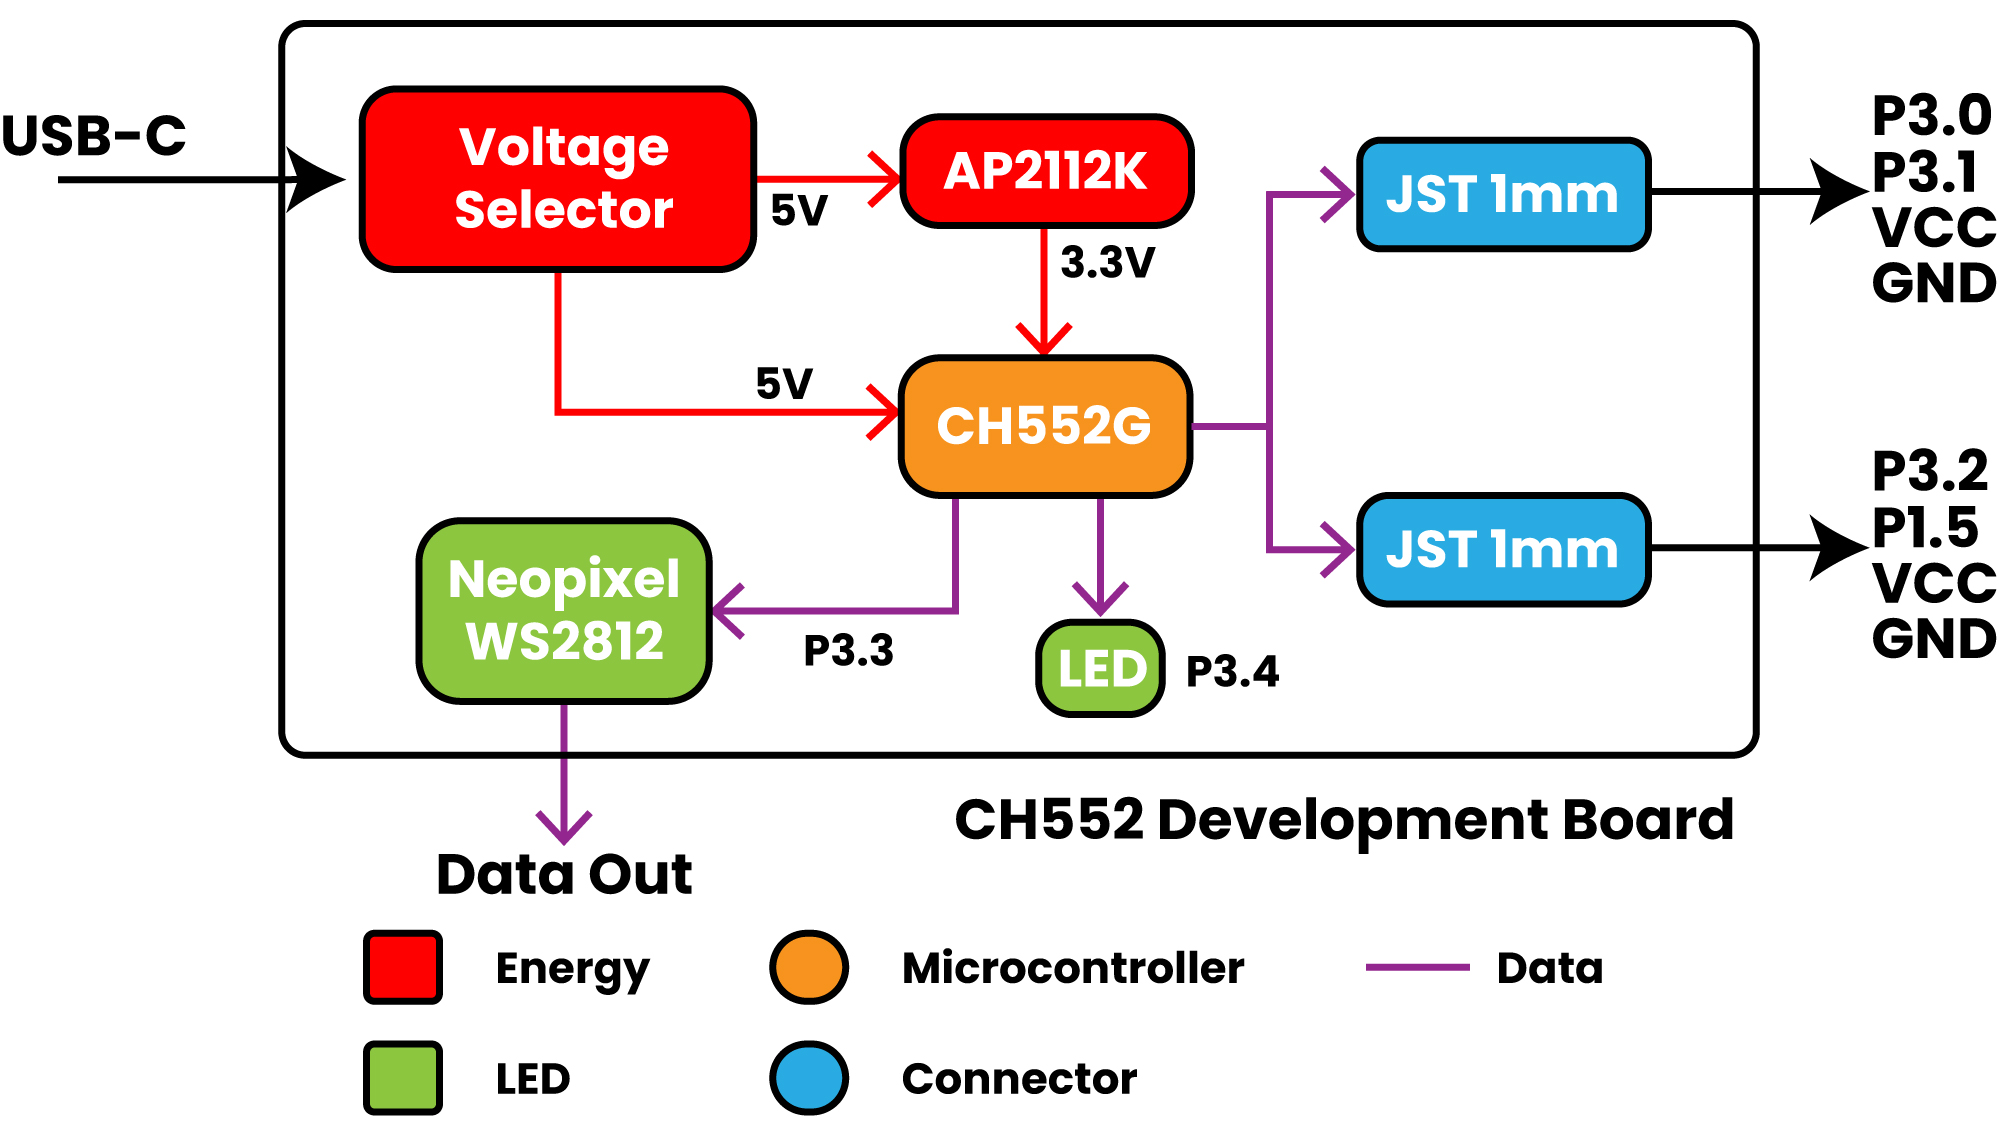 USB-C
Voltage
Selector
5V
AP2112K
3.3V
5V
CH552G
JST 1mm
P3.0
P3.1
VCC
GND
JST 1mm
P3.2
P1.5
VCC
GND
Neopixel
WS2812
P3.3
LED
P3.4
Data Out
CH552 Development Board
Energy
Microcontroller
Data
LED
Connector